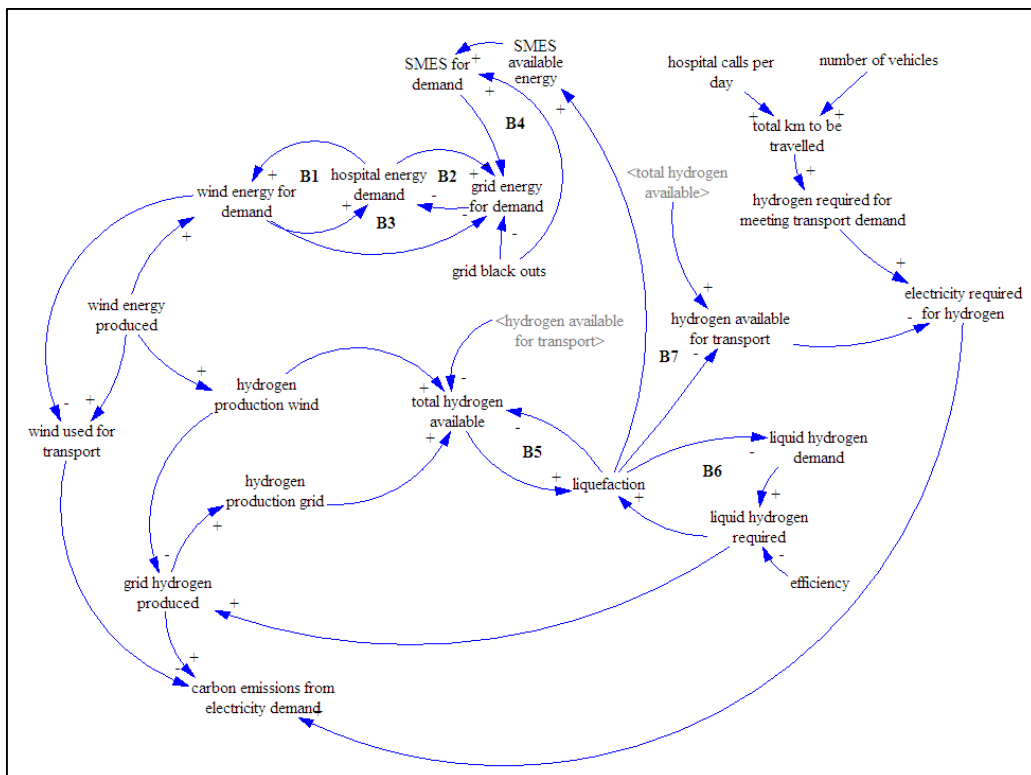 SMES
available
energy
SMES for
demand
+
+
+
B4
hospital calls per
day
number of vehicles
+
+
total km to be
travelled
+
hydrogen required for
meeting transport demand
+
B1
hospital energy
demand
B2
+
wind energy for
demand
+
+
-
-
grid energy
for demand
B3
+
-
grid black outs
<total hydrogen
available>
+
hydrogen available
for transport
-
B7
electricity required
for hydrogen
-
wind energy
produced
<hydrogen available
for transport>
+
hydrogen
production wind
-
+
total hydrogen
available
+
-
B5
-
+
wind used for
transport
hydrogen
production grid
+
+
liquefaction
+
-
liquid hydrogen
demand
B6
+
liquid hydrogen
required
-
efficiency
-
grid hydrogen
produced
+
+
-
carbon emissions from
electricity demand
+